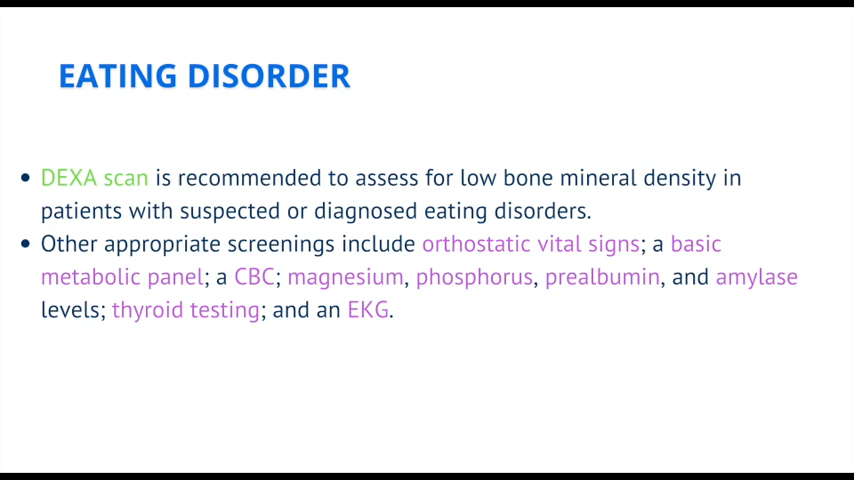 EATING DISORDER
• DEXA scan is recommended to assess for low bone mineral density in
patients with suspected or diagnosed eating disorders.
• Other appropriate screenings include orthostatic vital signs; a basic
metabolic panel; a CBC; magnesium, phosphorus, prealbumin, and amylase
levels; thyroid testing; and an EKG.